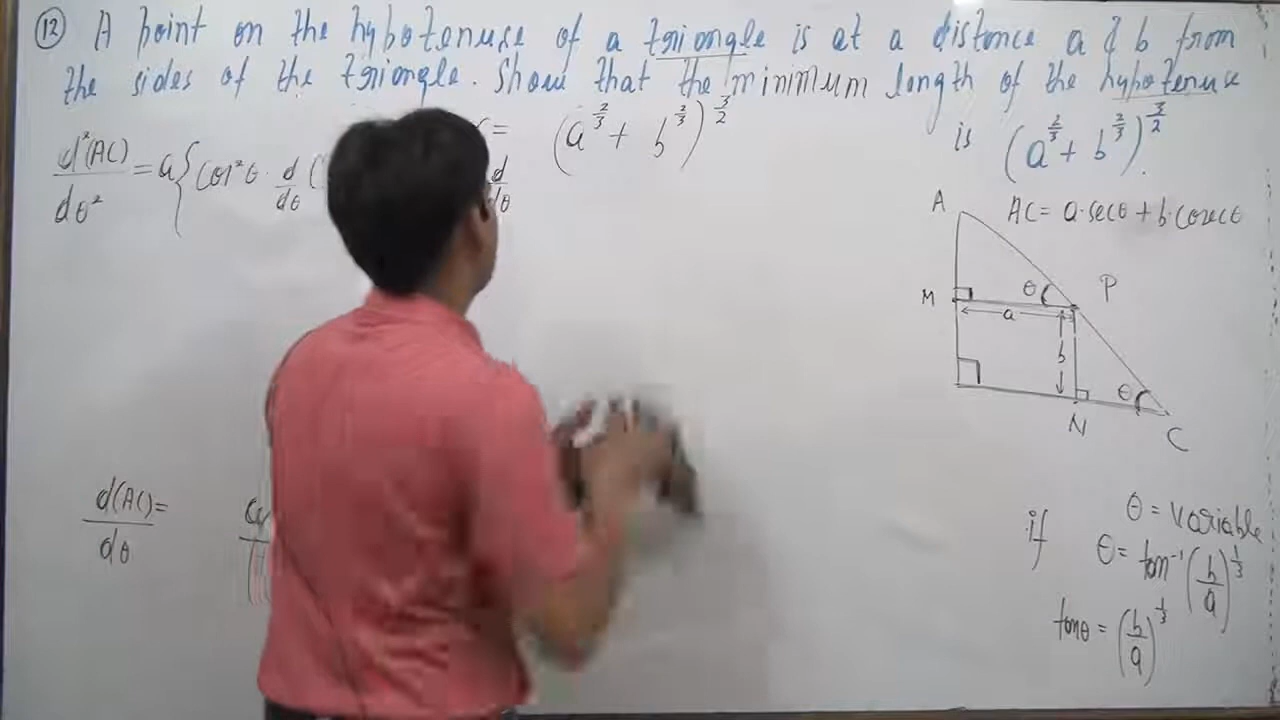 ⑫ A point on the hypotenuse of a triangle is at a distance a & b from
the sides of the triangle. Show that the minimum length of the hypotenuse
is (a^{2/3} + b^{2/3})^{3/2}.
d²(AC)/dθ² = a{cos²θ · d/dθ (
d/dθ
= (a^{2/3} + b^{2/3})^{3/2}
d(AC)/dθ =
AC = a·secθ + b·cosecθ
A
M
θ
P
a
b
θ
N
C
θ = variable
if θ = tan⁻¹(b/a)^{1/3}
tanθ = (b/a)^{1/3}